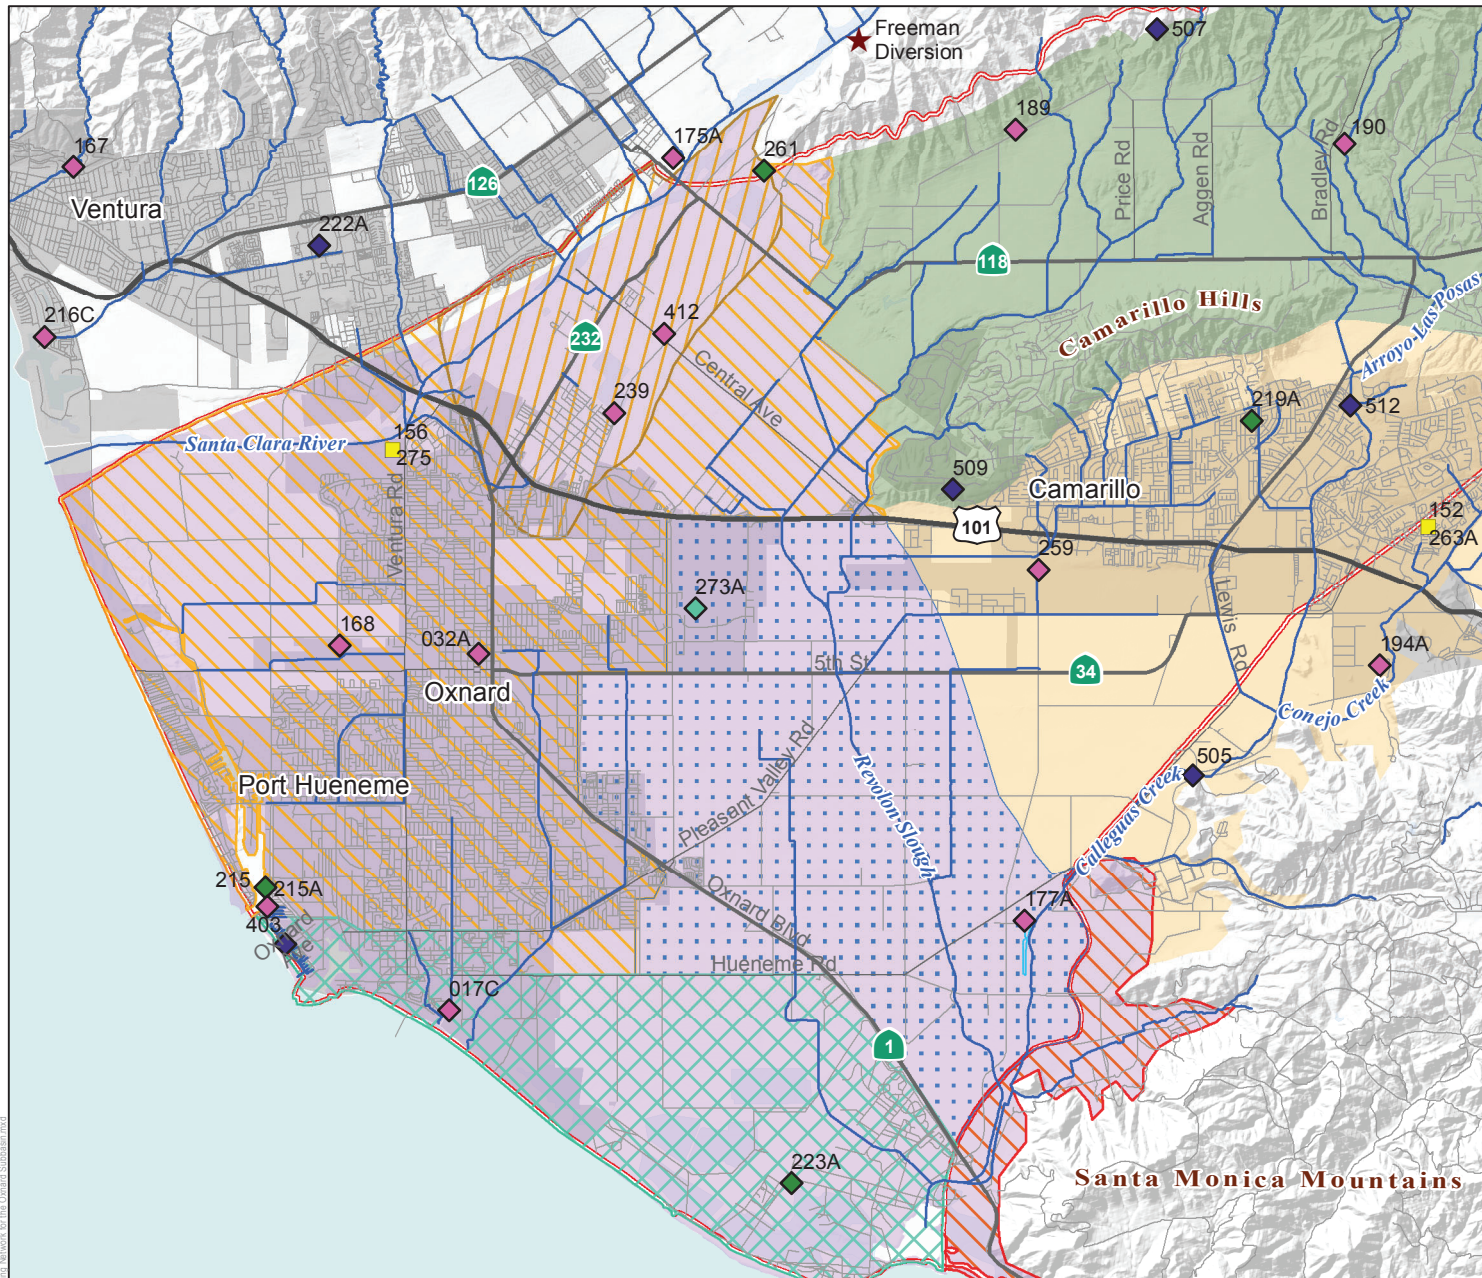 Freeman
Diversion
507
189
190
167
175A
261
Price Rd
Aggen Rd
Bradley Rd
126
Ventura
222A
118
216C
412
232
Camarillo Hills
Arroyo Las Posas
Central Ave
239
219A
512
Santa Clara River
156
275
509
Camarillo
101
152
263A
Ventura Rd
259
273A
168
032A
Lewis Rd
194A
5th St
34
Oxnard
Conejo Creek
Pleasant Valley Rd
Revolon Slough
505
Port Hueneme
Calleguas Creek
215
215A
403
Oxnard Blvd
177A
Hueneme Rd
017C
1
223A
Santa Monica Mountains